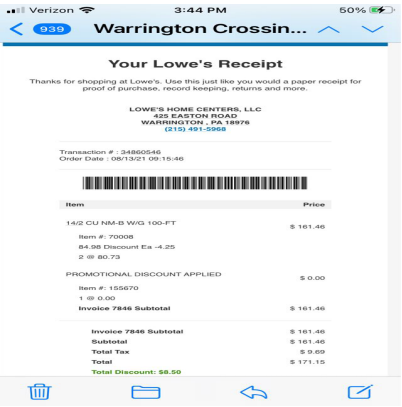 Verizon 3:44 PM 50%
939 Warrington Crossin...
Your Lowe's Receipt
Thanks for shopping at Lowe's. Use this just like you would a paper receipt for
proof of purchase, record keeping, returns and more.
LOWE'S HOME CENTERS, LLC
425 EASTON ROAD
WARRINGTON , PA 18976
(215) 491-5968
Transaction # : 34860546
Order Date : 08/13/21 09:15:46
Item Price
14/2 CU NM-B W/G 100-FT $ 161.46
Item #: 70008
84.98 Discount Ea -4.25
2 @ 80.73
PROMOTIONAL DISCOUNT APPLIED $ 0.00
Item #: 155670
1 @ 0.00
Invoice 7846 Subtotal $ 161.46
Invoice 7846 Subtotal $ 161.46
Subtotal $ 161.46
Total Tax $ 9.69
Total $ 171.15
Total Discount: $8.50